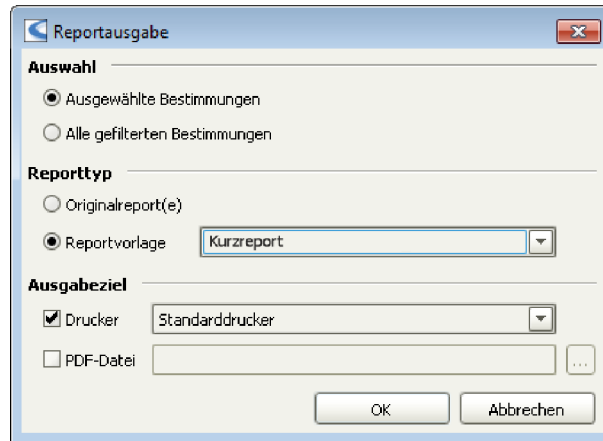 Reportausgabe
Auswahl
Ausgewählte Bestimmungen
Alle gefilterten Bestimmungen
Reporttyp
Originalreport(e)
Reportvorlage Kurzreport
Ausgabeziel
Drucker Standarddrucker
PDF-Datei ...
OK Abbrechen